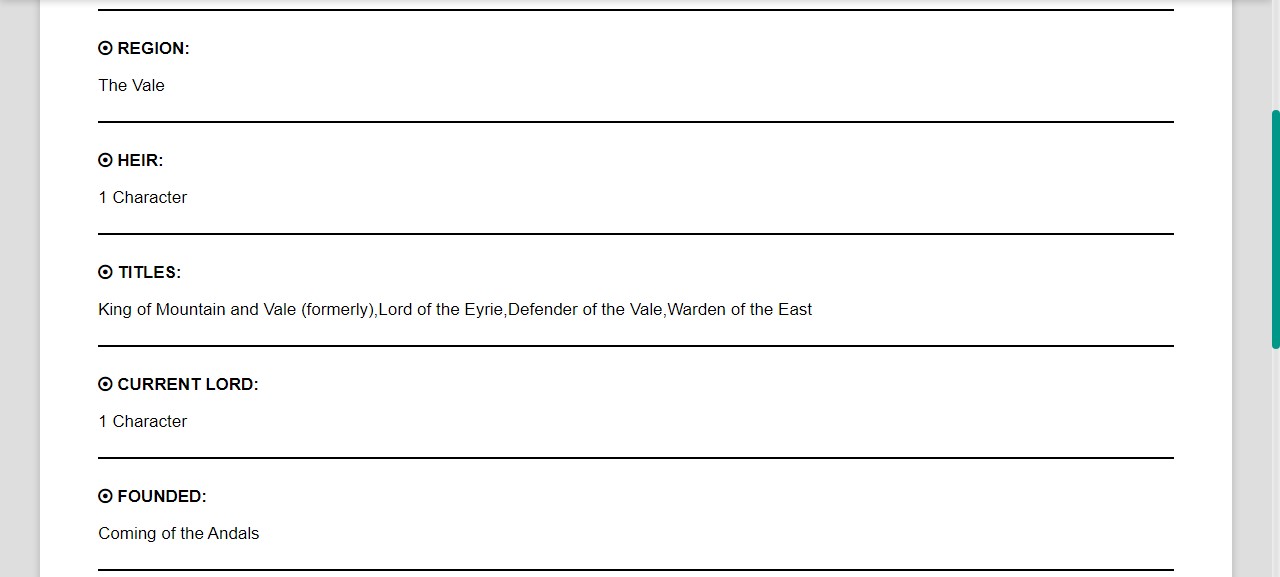 REGION:
The Vale
HEIR:
1 Character
TITLES:
King of Mountain and Vale (formerly),Lord of the Eyrie,Defender of the Vale,Warden of the East
CURRENT LORD:
1 Character
FOUNDED:
Coming of the Andals